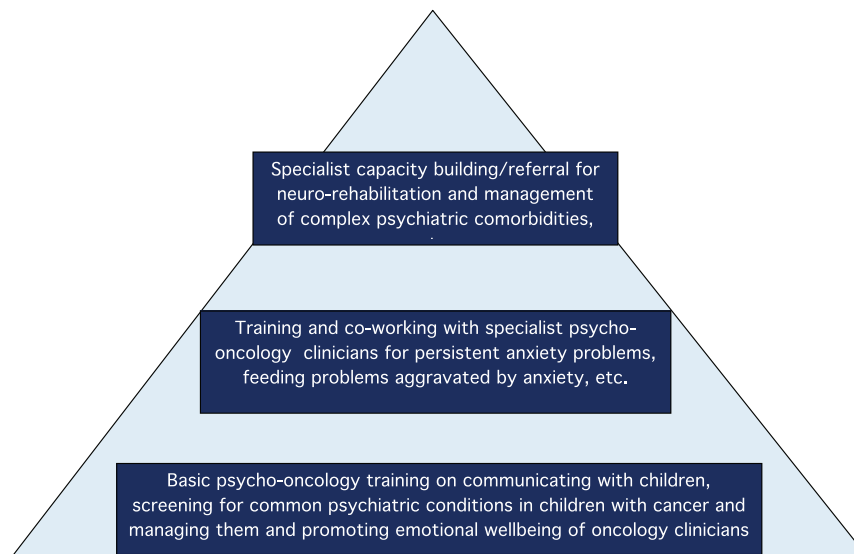 Specialist capacity building/referral for
neuro-rehabilitation and management
of complex psychiatric comorbidities,
Training and co-working with specialist psycho-
oncology clinicians for persistent anxiety problems,
feeding problems aggravated by anxiety, etc.
Basic psycho-oncology training on communicating with children,
screening for common psychiatric conditions in children with cancer and
managing them and promoting emotional wellbeing of oncology clinicians